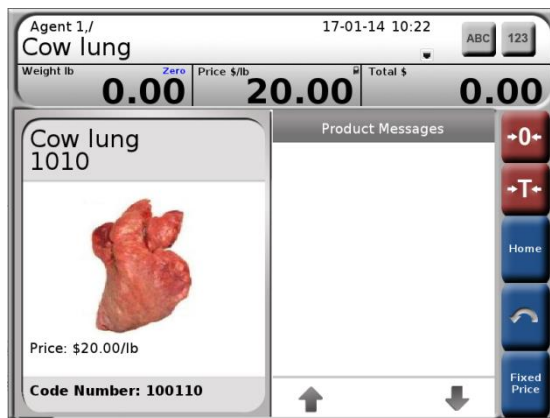 Agent 1,/
17-01-14 10:22
Cow lung
ABC
123
Weight lb
Zero
Price $/lb
Total $
0.00
20.00
0.00
Cow lung
1010
Product Messages
→0←
→T←
Home
Price: $20.00/lb
Code Number: 100110
Fixed
Price